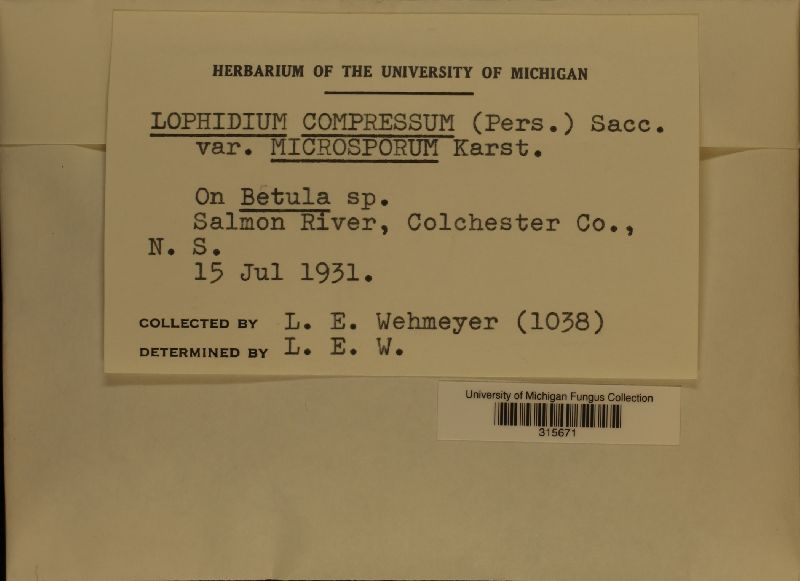 HERBARIUM OF THE UNIVERSITY OF MICHIGAN
LOPHIDIUM COMPRESSUM (Pers.) Sacc.
var. MICROSPORUM Karst.
On Betula sp.
Salmon River, Colchester Co.,
N. S.
15 Jul 1931.
COLLECTED BY L. E. Wehmeyer (1038)
DETERMINED BY L. E. W.
University of Michigan Fungus Collection
315671